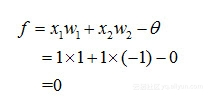 f = x₁w₁ + x₂w₂ − θ
= 1×1 + 1×(−1) − 0
=0